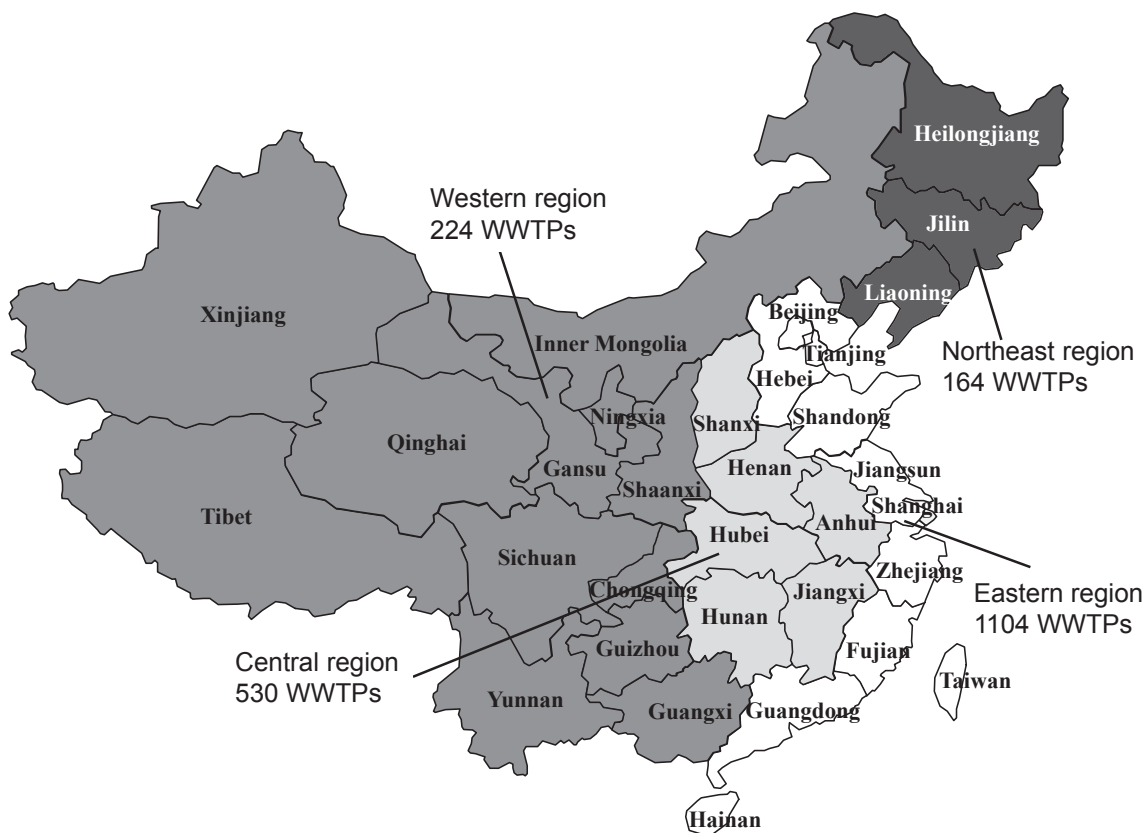 Heilongjiang
Western region
224 WWTPs
Jilin
Liaoning
Xinjiang
Beijing
Inner Mongolia
Tianjing
Northeast region
164 WWTPs
Hebei
Ningxia
Shanxi
Shandong
Qinghai
Gansu
Henan
Jiangsun
Shaanxi
Shanghai
Tibet
Anhui
Hubei
Sichuan
Zhejiang
Chongqing
Jiangxi
Eastern region
1104 WWTPs
Hunan
Central region
530 WWTPs
Guizhou
Fujian
Taiwan
Yunnan
Guangxi
Guangdong
Hainan